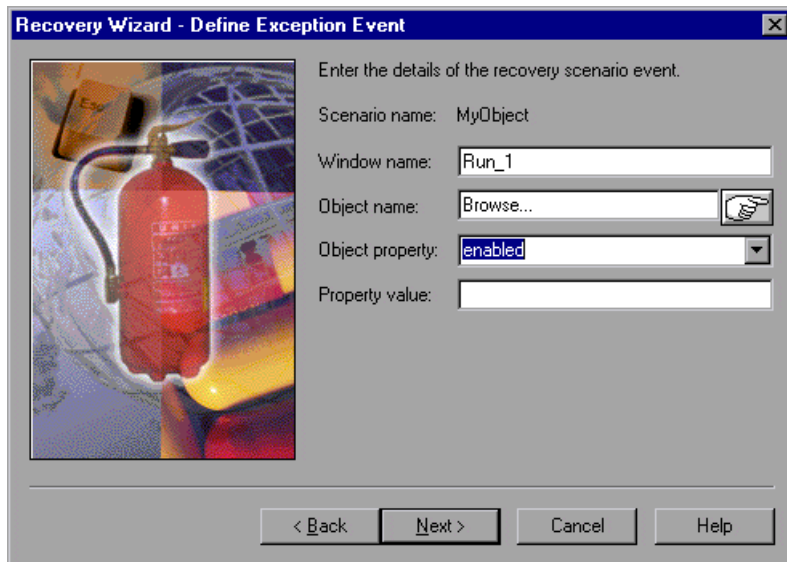 Recovery Wizard - Define Exception Event
Esc
Enter the details of the recovery scenario event.
Scenario name: MyObject
Window name: Run_1
Object name: Browse...
Object property: enabled
Property value:
< Back Next > Cancel Help